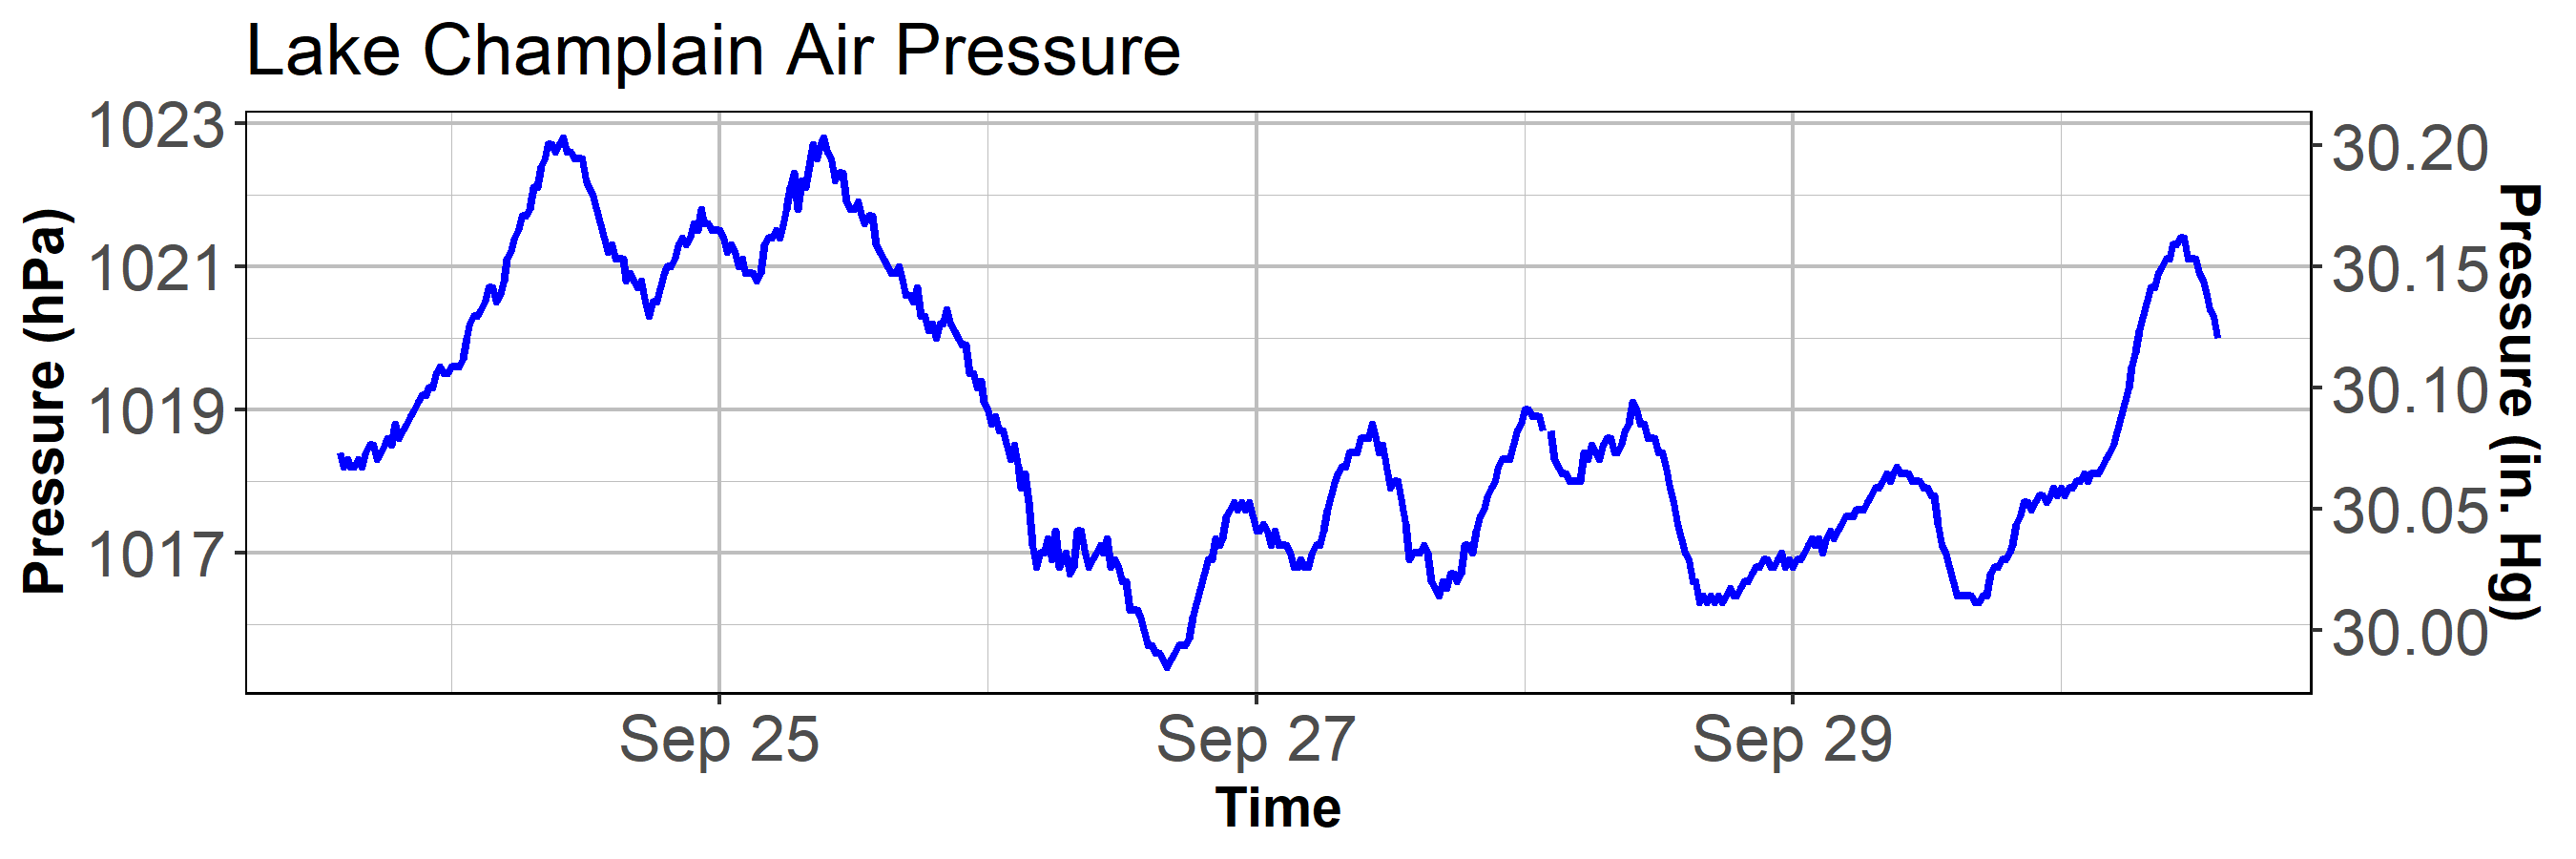 Lake Champlain Air Pressure
Pressure (hPa)
1023
1021
1019
1017
30.20
30.15
30.10
30.05
30.00
Pressure (in. Hg)
Sep 25 Sep 27 Sep 29
Time